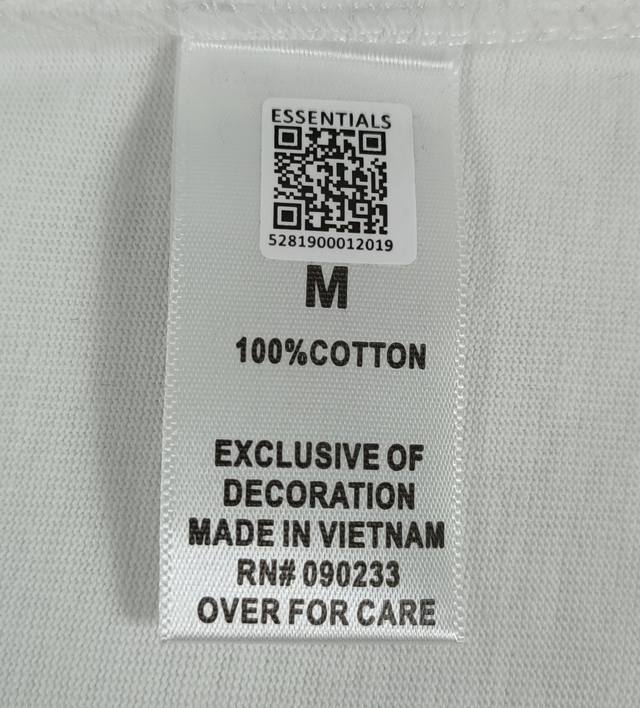 ESSENTIALS
5281900012019
M
100%COTTON
EXCLUSIVE OF
DECORATION
MADE IN VIETNAM
RN# 090233
OVER FOR CARE